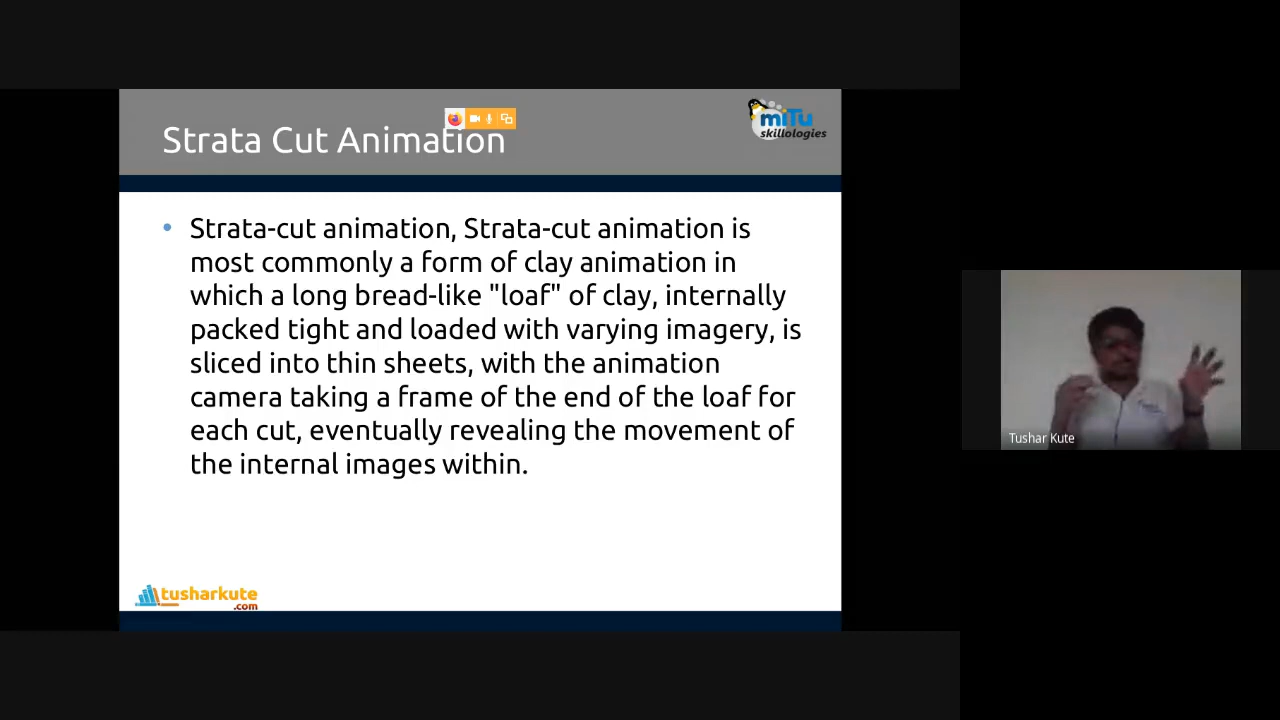 miTu
skillologies
Strata Cut Animation
• Strata-cut animation, Strata-cut animation is
most commonly a form of clay animation in
which a long bread-like "loaf" of clay, internally
packed tight and loaded with varying imagery, is
sliced into thin sheets, with the animation
camera taking a frame of the end of the loaf for
each cut, eventually revealing the movement of
the internal images within.
tusharkute
.com
Tushar Kute